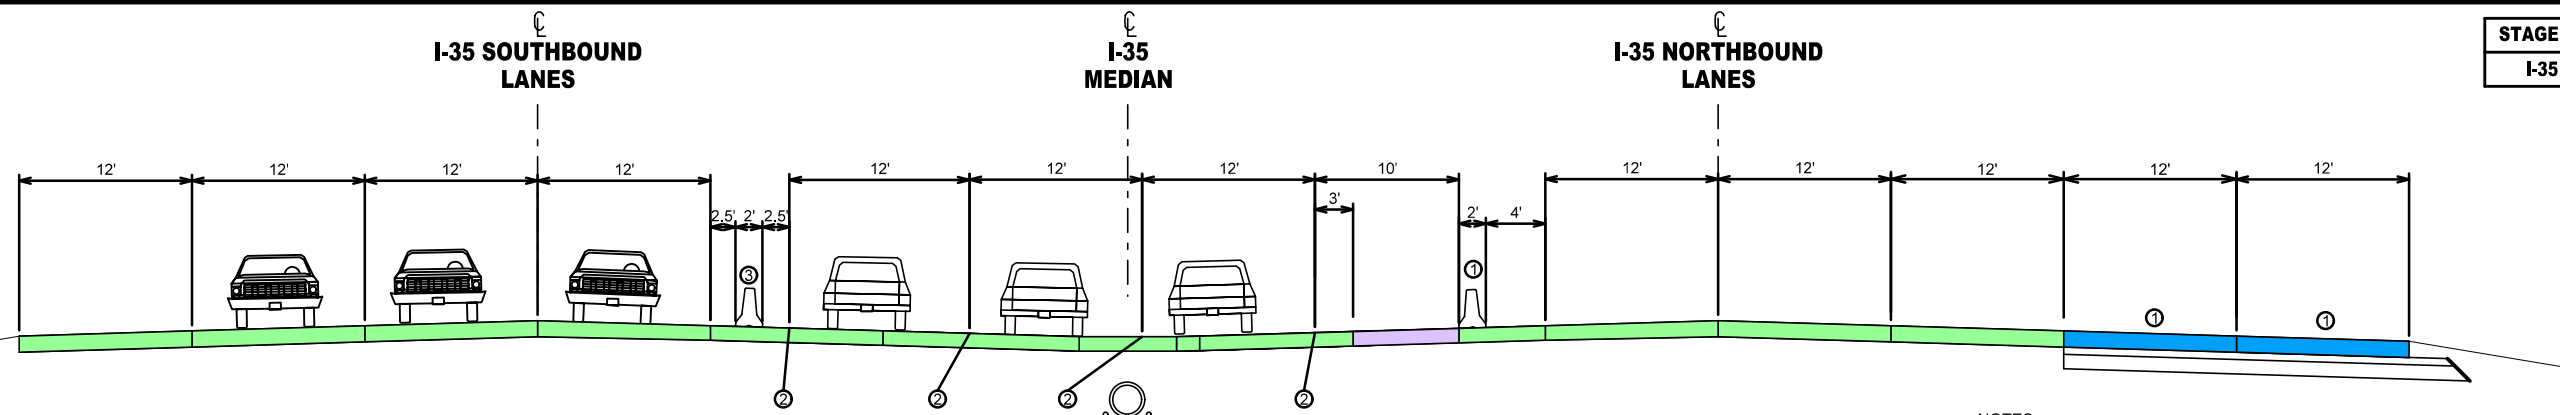 ℄
I-35 SOUTHBOUND
LANES
℄
I-35
MEDIAN
℄
I-35 NORTHBOUND
LANES
STAGE
I-35
12' 12' 12' 12' 12' 12' 12' 10' 12' 12' 12' 12' 12'
2.5' 2' 2.5' 3' 2' 4'
3 1
1 1
2 2 2 2